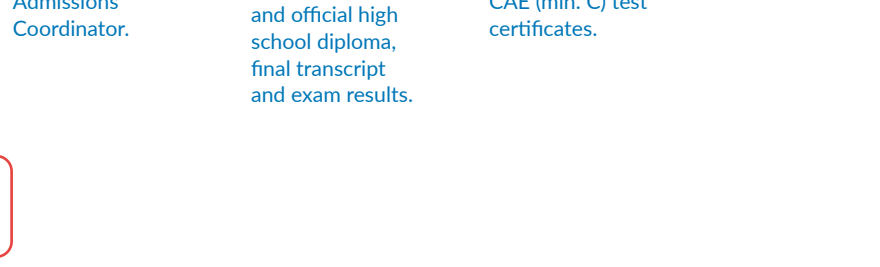 Admissions
Coordinator.
and official high
school diploma,
final transcript
and exam results.
CAE (min. C) test
certificates.